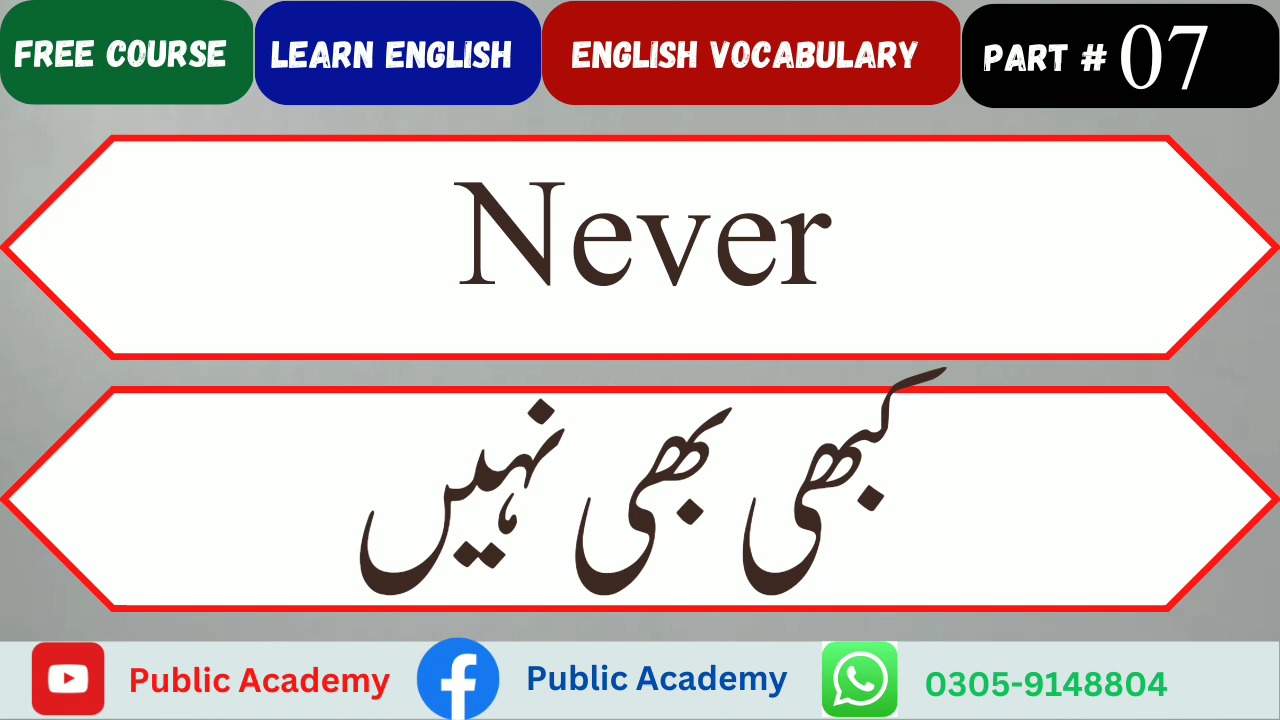 FREE COURSE LEARN ENGLISH ENGLISH VOCABULARY PART # 07
Never
کبھی بھی نہیں
Public Academy Public Academy 0305-9148804